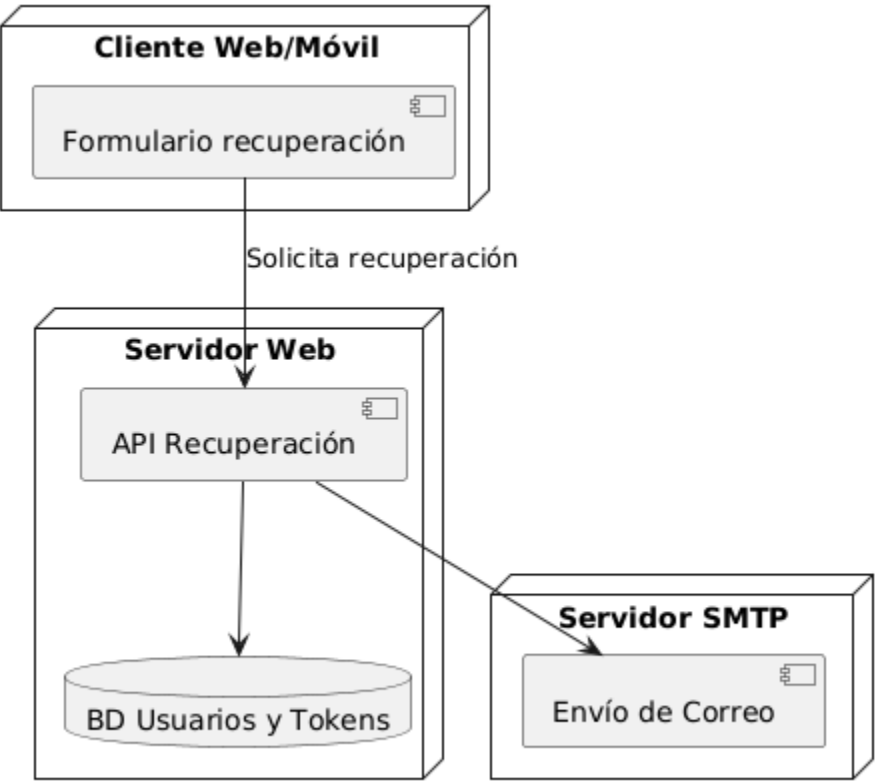 Cliente Web/Móvil
Formulario recuperación
Solicita recuperación
Servidor Web
API Recuperación
Servidor SMTP
Envío de Correo
BD Usuarios y Tokens